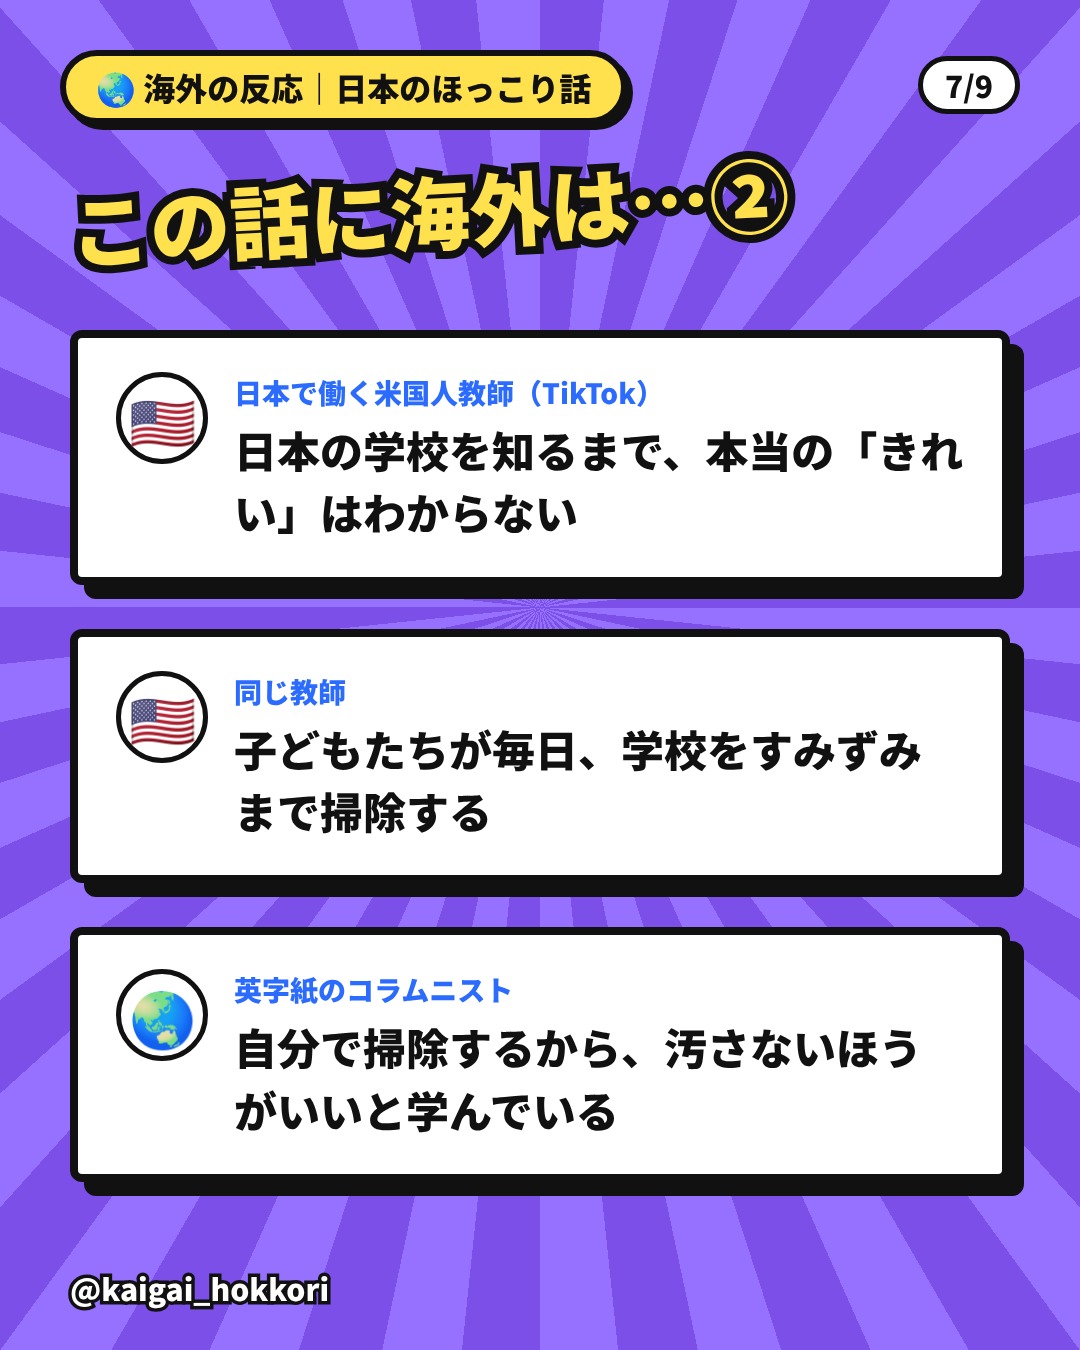 🌏 海外の反応｜日本のほっこり話
7/9
この話に海外は…②
日本で働く米国人教師（TikTok）
日本の学校を知るまで、本当の「きれ
い」はわからない
同じ教師
子どもたちが毎日、学校をすみずみ
まで掃除する
英字紙のコラムニスト
自分で掃除するから、汚さないほう
がいいと学んでいる
@kaigai_hokkori